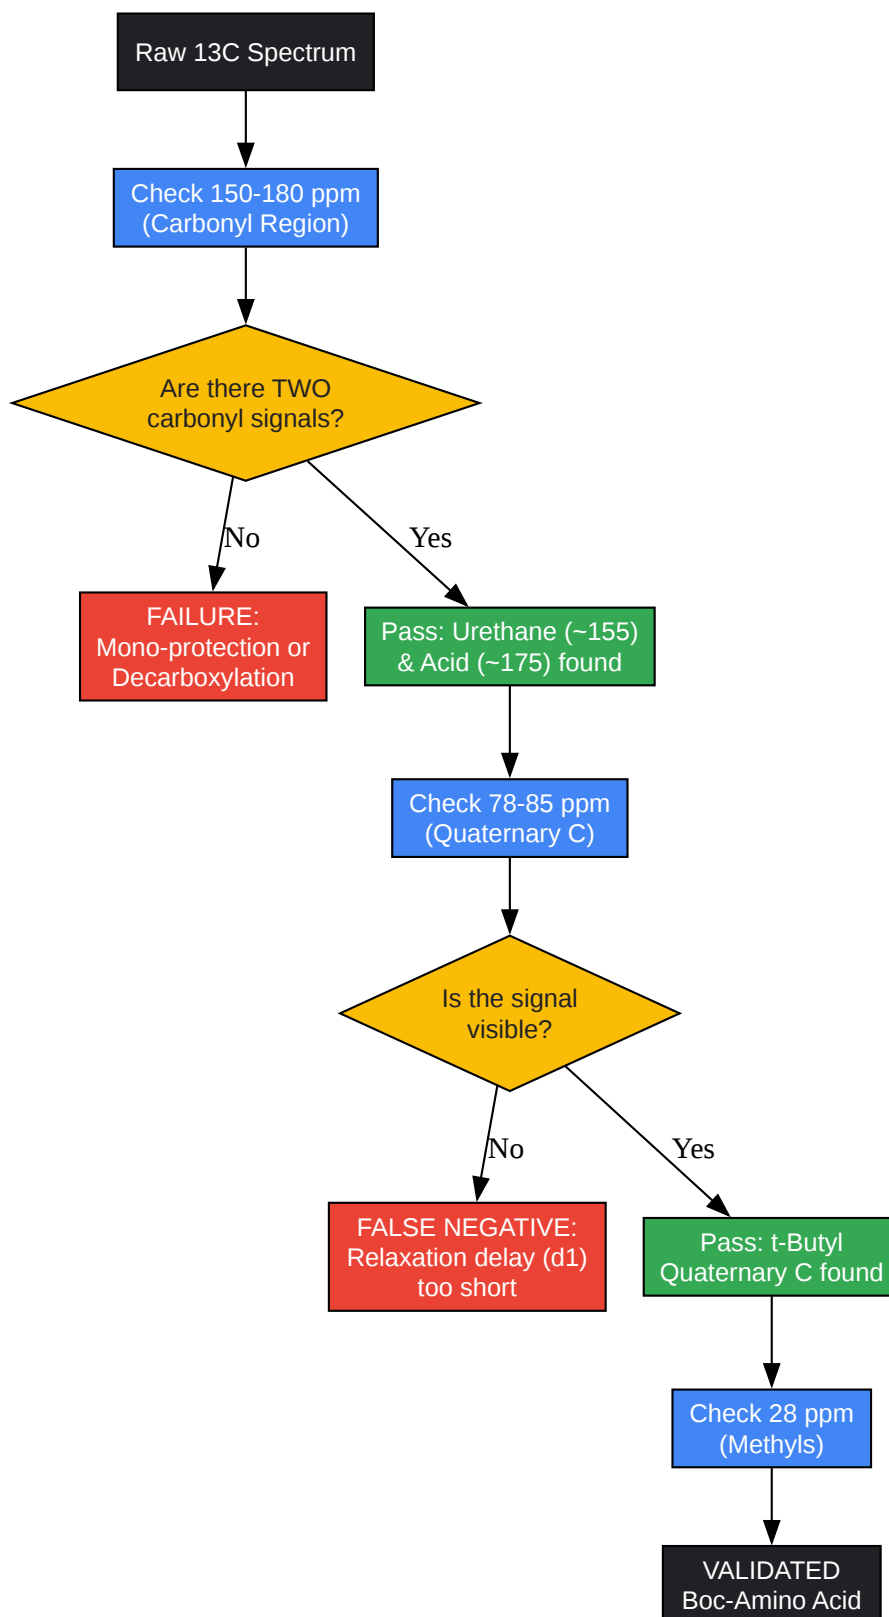 Raw 13C Spectrum
Check 150-180 ppm
(Carbonyl Region)
Are there TWO
carbonyl signals?
No
Yes
FAILURE:
Mono-protection or
Decarboxylation
Pass: Urethane (~155)
& Acid (~175) found
Check 78-85 ppm
(Quaternary C)
Is the signal
visible?
No
Yes
FALSE NEGATIVE:
Relaxation delay (d1)
too short
Pass: t-Butyl
Quaternary C found
Check 28 ppm
(Methyls)
VALIDATED
Boc-Amino Acid